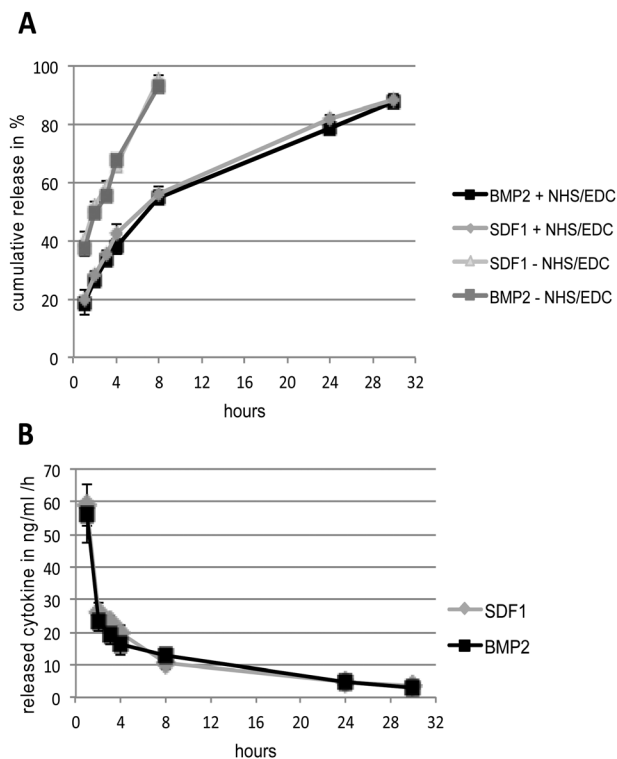 A
cumulative release in %
100
80
60
40
20
0
0 4 8 12 16 20 24 28 32
hours
BMP2 + NHS/EDC
SDF1 + NHS/EDC
SDF1 - NHS/EDC
BMP2 - NHS/EDC
B
released cytokine in ng/ml /h
70
60
50
40
30
20
10
0
0 4 8 12 16 20 24 28 32
hours
SDF1
BMP2